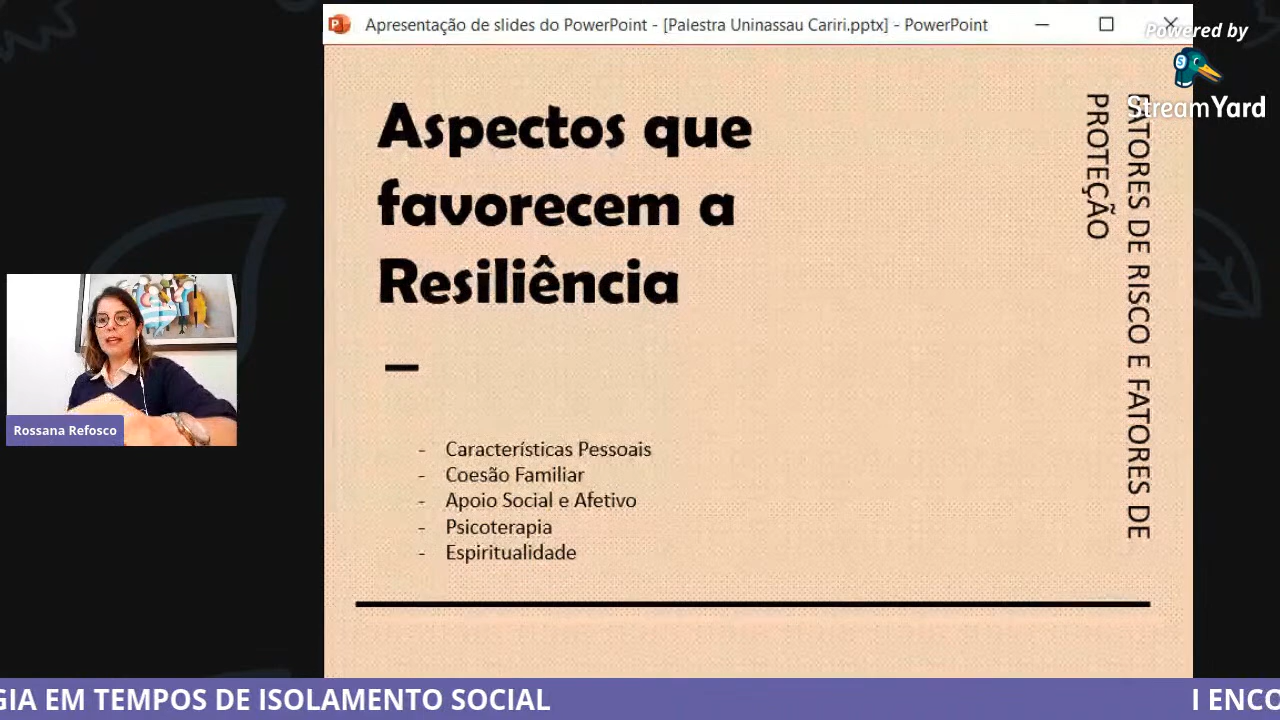 Apresentação de slides do PowerPoint - [Palestra Uninassau Cariri.pptx] - PowerPoint
Powered by
StreamYard
Aspectos que
favorecem a
Resiliência
FATORES DE RISCO E FATORES DE
PROTEÇÃO
- Características Pessoais
- Coesão Familiar
- Apoio Social e Afetivo
- Psicoterapia
- Espiritualidade
Rossana Refosco
GIA EM TEMPOS DE ISOLAMENTO SOCIAL
I ENCO